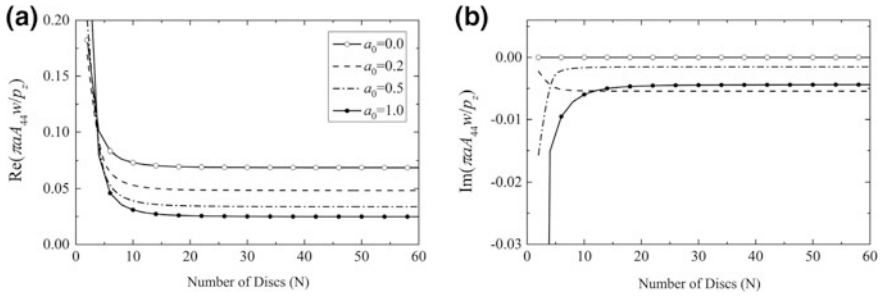 (a)
0.20
0.15
0.10
0.05
0.00
Re(πaA₄₄w/p_z)
0 10 20 30 40 50 60
Number of Discs (N)
a₀=0.0
a₀=0.2
a₀=0.5
a₀=1.0
(b)
0.00
-0.01
-0.02
-0.03
Im(πaA₄₄w/p_z)
0 10 20 30 40 50 60
Number of Discs (N)